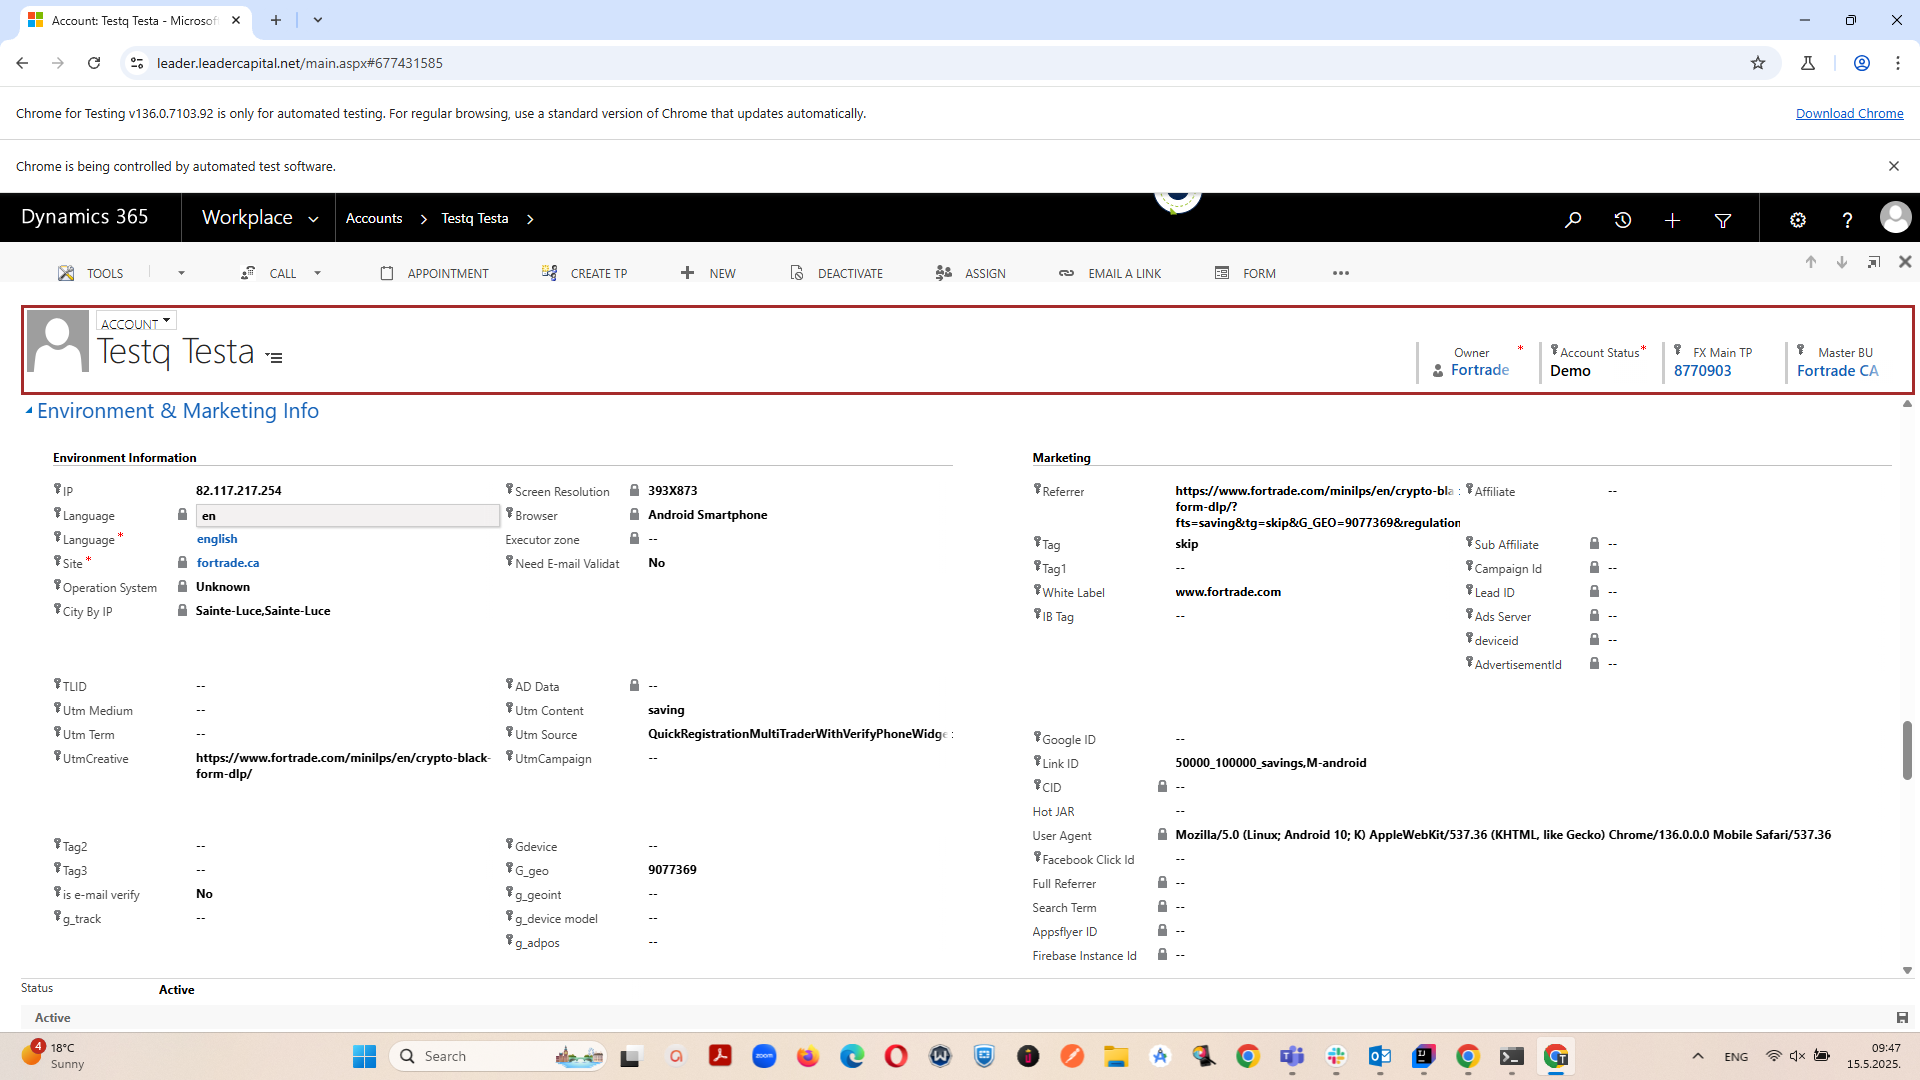 Account: Testq Testa - Microsof
leader.leadercapital.net/main.aspx#677431585
Chrome for Testing v136.0.7103.92 is only for automated testing. For regular browsing, use a standard version of Chrome that updates automatically.
Download Chrome
Chrome is being controlled by automated test software.
Dynamics 365
Workplace
Accounts
Testq Testa
?
TOOLS
CALL
APPOINTMENT
CREATE TP
NEW
DEACTIVATE
ASSIGN
EMAIL A LINK
FORM
ACCOUNT
Testq Testa
Owner *
Fortrade
Account Status *
Demo
FX Main TP
8770903
Master BU
Fortrade CA
Environment & Marketing Info
Environment Information
IP 82.117.217.254
Language en
Language * english
Site * fortrade.ca
Operation System Unknown
City By IP Sainte-Luce,Sainte-Luce
Screen Resolution 393X873
Browser Android Smartphone
Executor zone --
Need E-mail Validat No
TLID --
Utm Medium --
Utm Term --
UtmCreative https://www.fortrade.com/minilps/en/crypto-black-
form-dlp/
AD Data --
Utm Content saving
Utm Source QuickRegistrationMultiTraderWithVerifyPhoneWidge
UtmCampaign --
Tag2 --
Tag3 --
is e-mail verify No
g_track --
Gdevice --
G_geo 9077369
g_geoint --
g_device model --
g_adpos --
Marketing
Referrer https://www.fortrade.com/minilps/en/crypto-bla
form-dlp/?
fts=saving&tg=skip&G_GEO=9077369&regulation
Tag skip
Tag1 --
White Label www.fortrade.com
IB Tag --
Affiliate --
Sub Affiliate --
Campaign Id --
Lead ID --
Ads Server --
deviceid --
AdvertisementId --
Google ID --
Link ID 50000_100000_savings,M-android
CID --
Hot JAR --
User Agent Mozilla/5.0 (Linux; Android 10; K) AppleWebKit/537.36 (KHTML, like Gecko) Chrome/136.0.0.0 Mobile Safari/537.36
Facebook Click Id --
Full Referrer --
Search Term --
Appsflyer ID --
Firebase Instance Id --
Status Active
Active
4
18°C
Sunny
Search
zoom
ENG
09:47
15.5.2025.